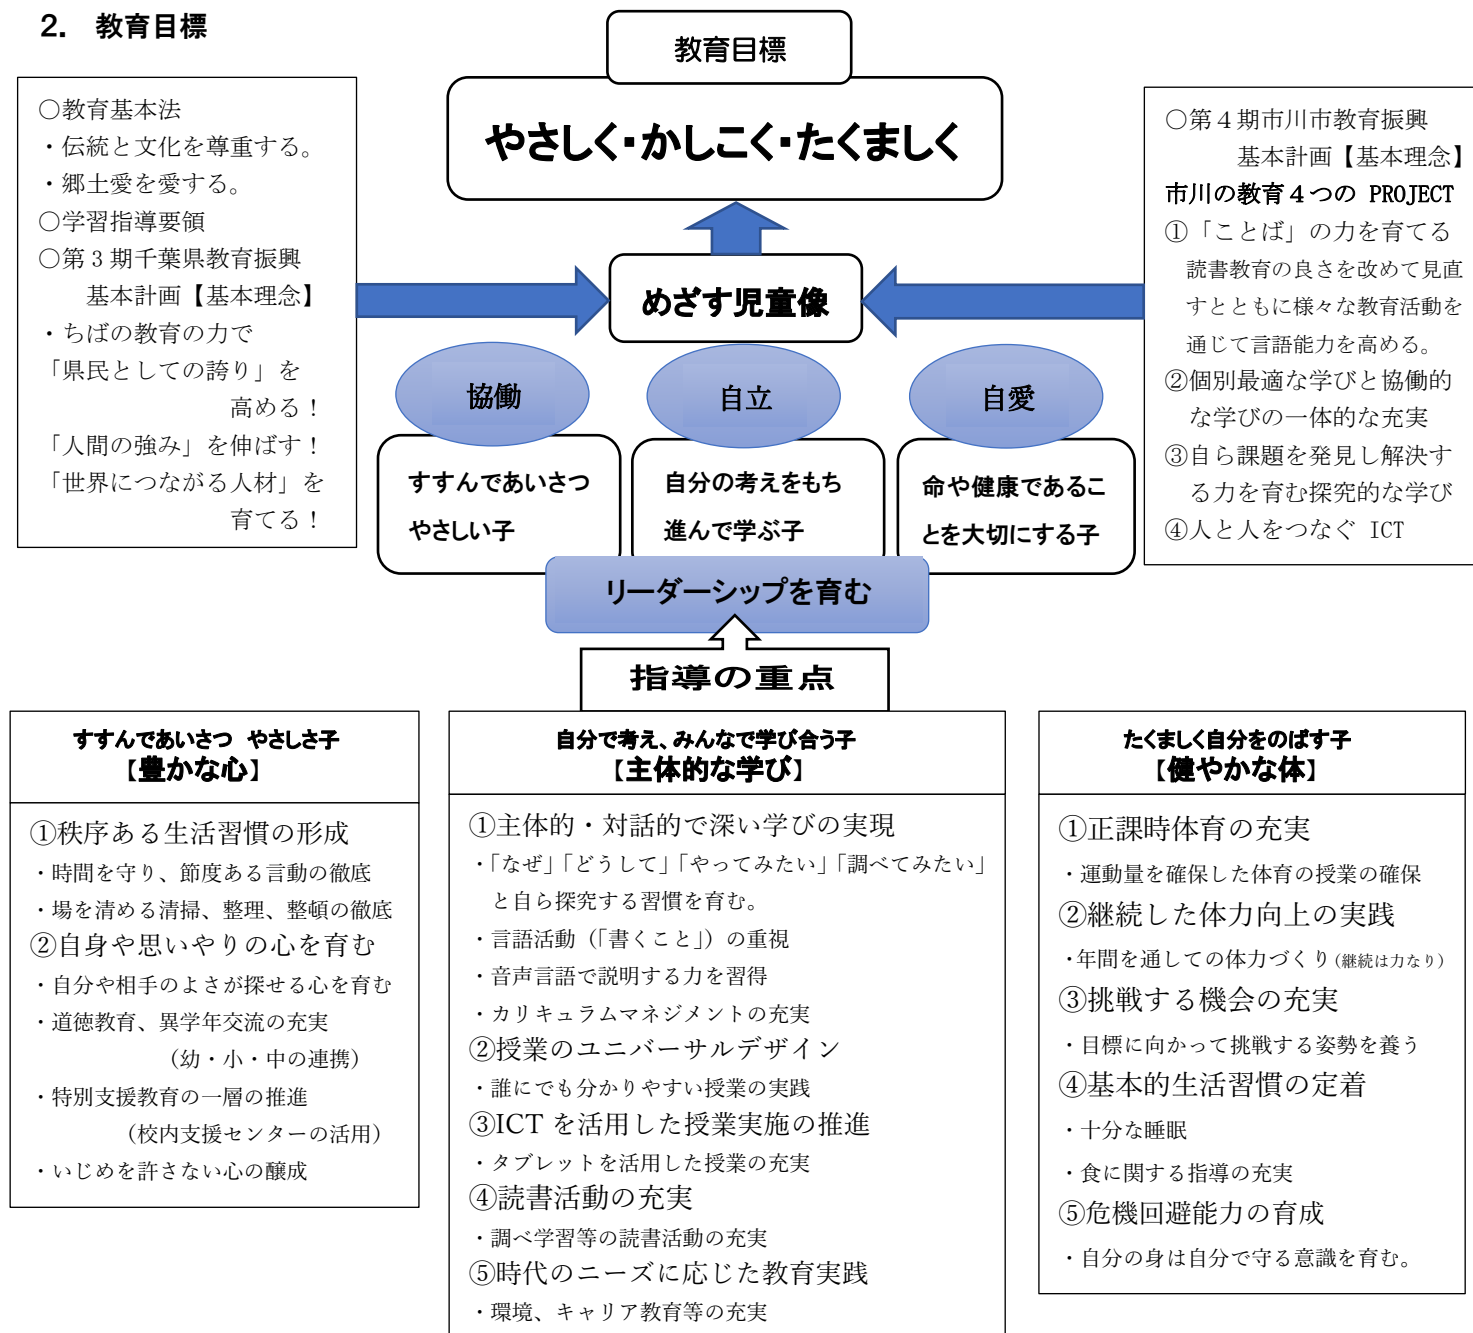 2. 教育目標
教育目標
やさしく・かしこく・たくましく
○教育基本法
・伝統と文化を尊重する。
・郷土愛を愛する。
○学習指導要領
○第3期千葉県教育振興
基本計画【基本理念】
・ちばの教育の力で
「県民としての誇り」を
高める！
「人間の強み」を伸ばす！
「世界につながる人材」を
育てる！
○第4期市川市教育振興
基本計画【基本理念】
市川の教育4つの PROJECT
①「ことば」の力を育てる
読書教育の良さを改めて見直
すとともに様々な教育活動を
通じて言語能力を高める。
②個別最適な学びと協働的
な学びの一体的な充実
③自ら課題を発見し解決す
る力を育む探究的な学び
④人と人をつなぐ ICT
めざす児童像
協働
自立
自愛
すすんであいさつ
やさしい子
自分の考えをもち
進んで学ぶ子
命や健康であるこ
とを大切にする子
リーダーシップを育む
指導の重点
すすんであいさつ やさしさ子
【豊かな心】
①秩序ある生活習慣の形成
・時間を守り、節度ある言動の徹底
・場を清める清掃、整理、整頓の徹底
②自身や思いやりの心を育む
・自分や相手のよさが探せる心を育む
・道徳教育、異学年交流の充実
（幼・小・中の連携）
・特別支援教育の一層の推進
（校内支援センターの活用）
・いじめを許さない心の醸成
自分で考え、みんなで学び合う子
【主体的な学び】
①主体的・対話的で深い学びの実現
・「なぜ」「どうして」「やってみたい」「調べてみたい」
と自ら探究する習慣を育む。
・言語活動（「書くこと」）の重視
・音声言語で説明する力を習得
・カリキュラムマネジメントの充実
②授業のユニバーサルデザイン
・誰にでも分かりやすい授業の実践
③ICT を活用した授業実施の推進
・タブレットを活用した授業の充実
④読書活動の充実
・調べ学習等の読書活動の充実
⑤時代のニーズに応じた教育実践
・環境、キャリア教育等の充実
たくましく自分をのばす子
【健やかな体】
①正課時体育の充実
・運動量を確保した体育の授業の確保
②継続した体力向上の実践
・年間を通しての体力づくり（継続は力なり）
③挑戦する機会の充実
・目標に向かって挑戦する姿勢を養う
④基本的生活習慣の定着
・十分な睡眠
・食に関する指導の充実
⑤危機回避能力の育成
・自分の身は自分で守る意識を育む。